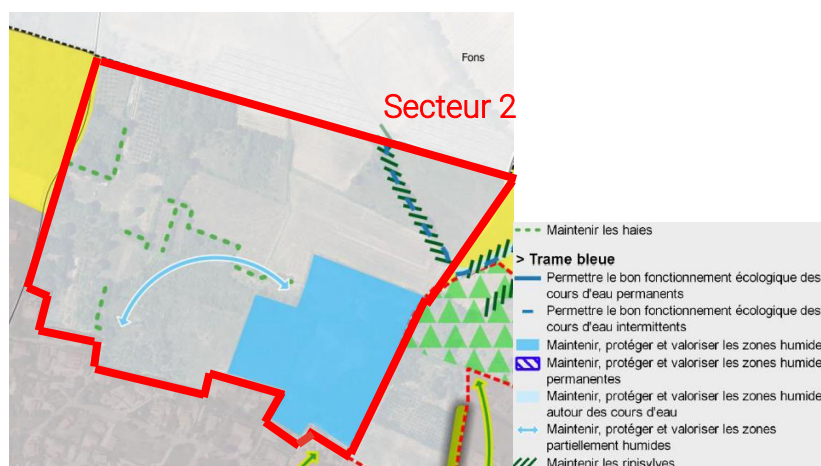 Fons
Secteur 2
Maintenir les haies
> Trame bleue
Permettre le bon fonctionnement écologique des
cours d'eau permanents
Permettre le bon fonctionnement écologique des
cours d'eau intermittents
Maintenir, protéger et valoriser les zones humide
Maintenir, protéger et valoriser les zones humide
permanentes
Maintenir, protéger et valoriser les zones humide
autour des cours d'eau
Maintenir, protéger et valoriser les zones
partiellement humides
Maintenir les ripisylves